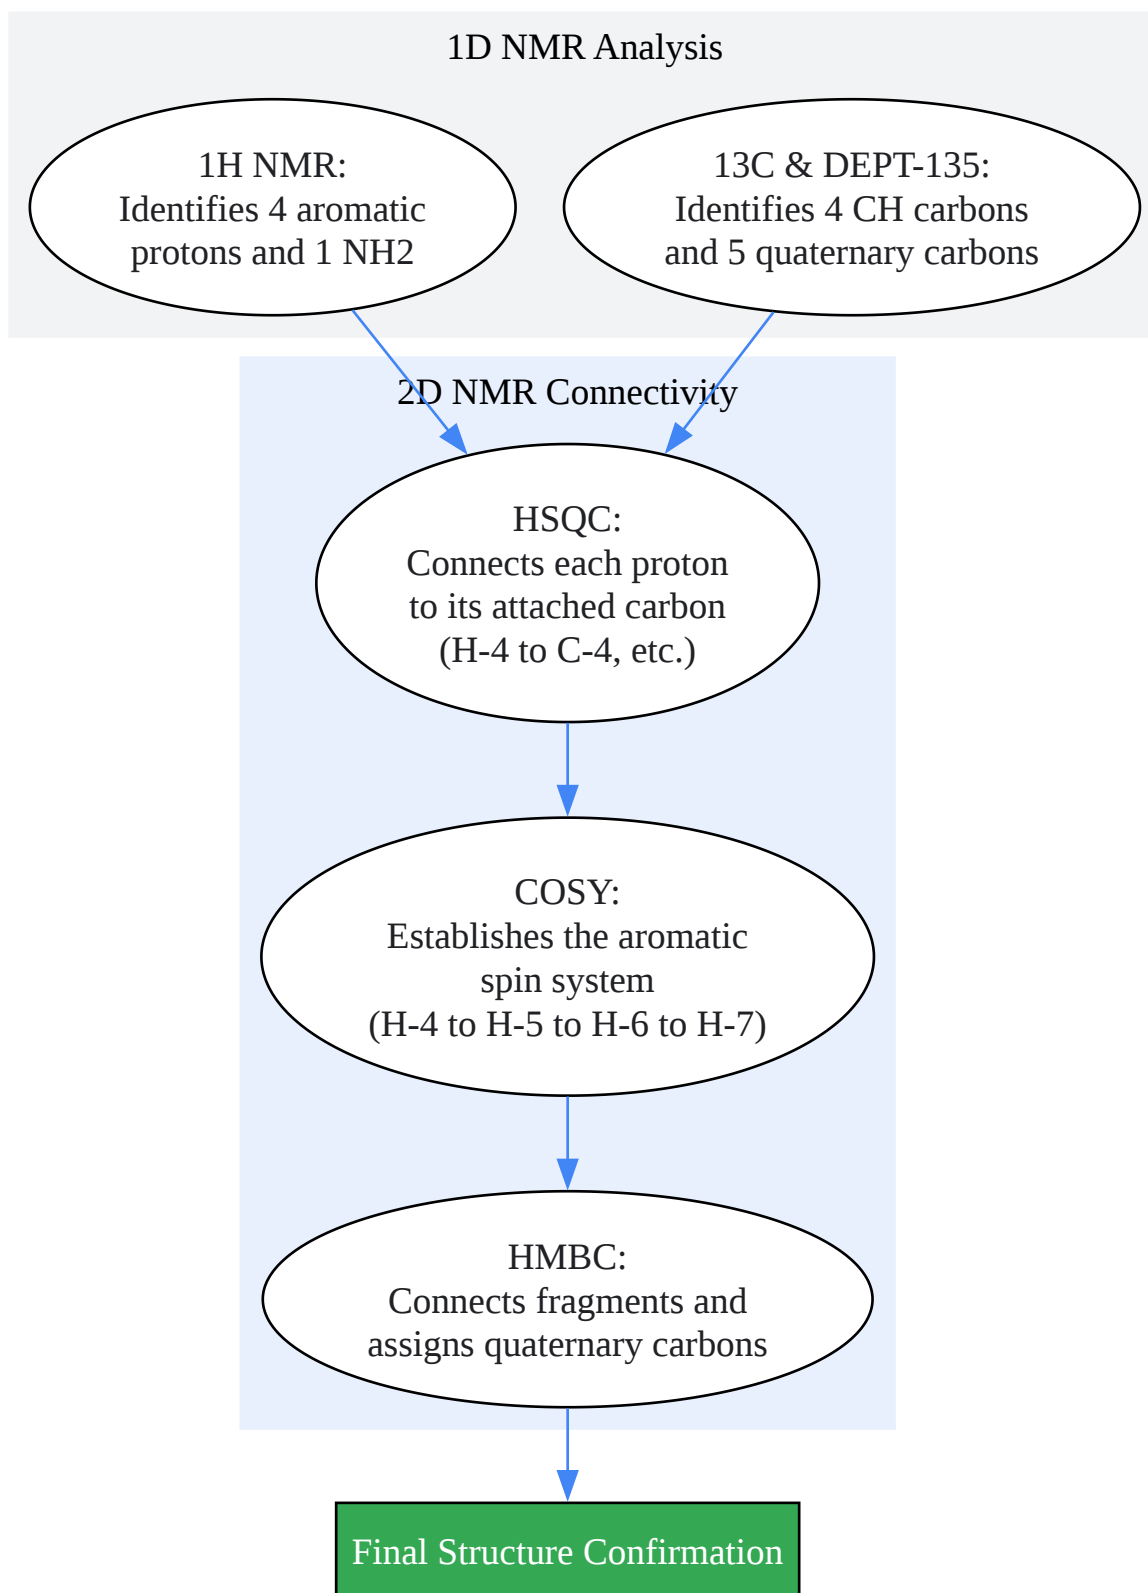 1D NMR Analysis
1H NMR:
Identifies 4 aromatic
protons and 1 NH2
13C & DEPT-135:
Identifies 4 CH carbons
and 5 quaternary carbons
2D NMR Connectivity
HSQC:
Connects each proton
to its attached carbon
(H-4 to C-4, etc.)
COSY:
Establishes the aromatic
spin system
(H-4 to H-5 to H-6 to H-7)
HMBC:
Connects fragments and
assigns quaternary carbons
Final Structure Confirmation